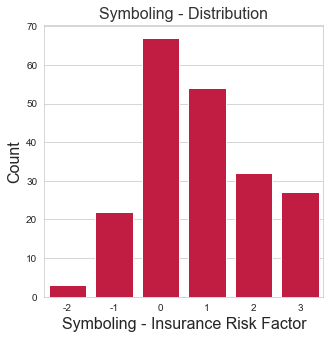 Symboling - Distribution
70
60
50
40
30
20
10
0
Count
-2 -1 0 1 2 3
Symboling - Insurance Risk Factor